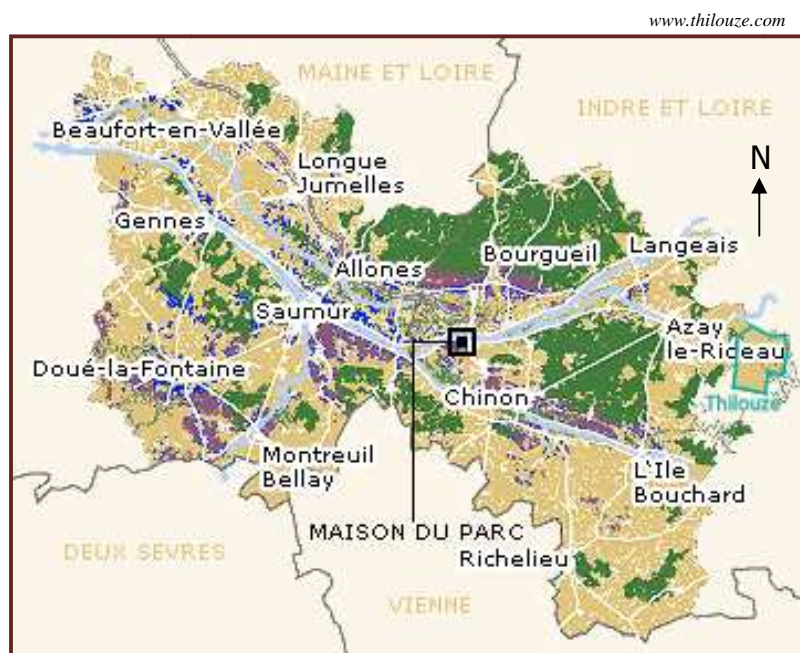 www.thilouze.com
MAINE ET LOIRE
INDRE ET LOIRE
Beaufort-en-Vallée
Longue
Jumelles
N
Gennes
Bourgueil
Langeais
Allones
Saumur
Azay
le-Rideau
Doué-la-Fontaine
Chinon
Thilouze
Montreuil
Bellay
L'Ile
Bouchard
MAISON DU PARC
Richelieu
DEUX SEVRES
VIENNE